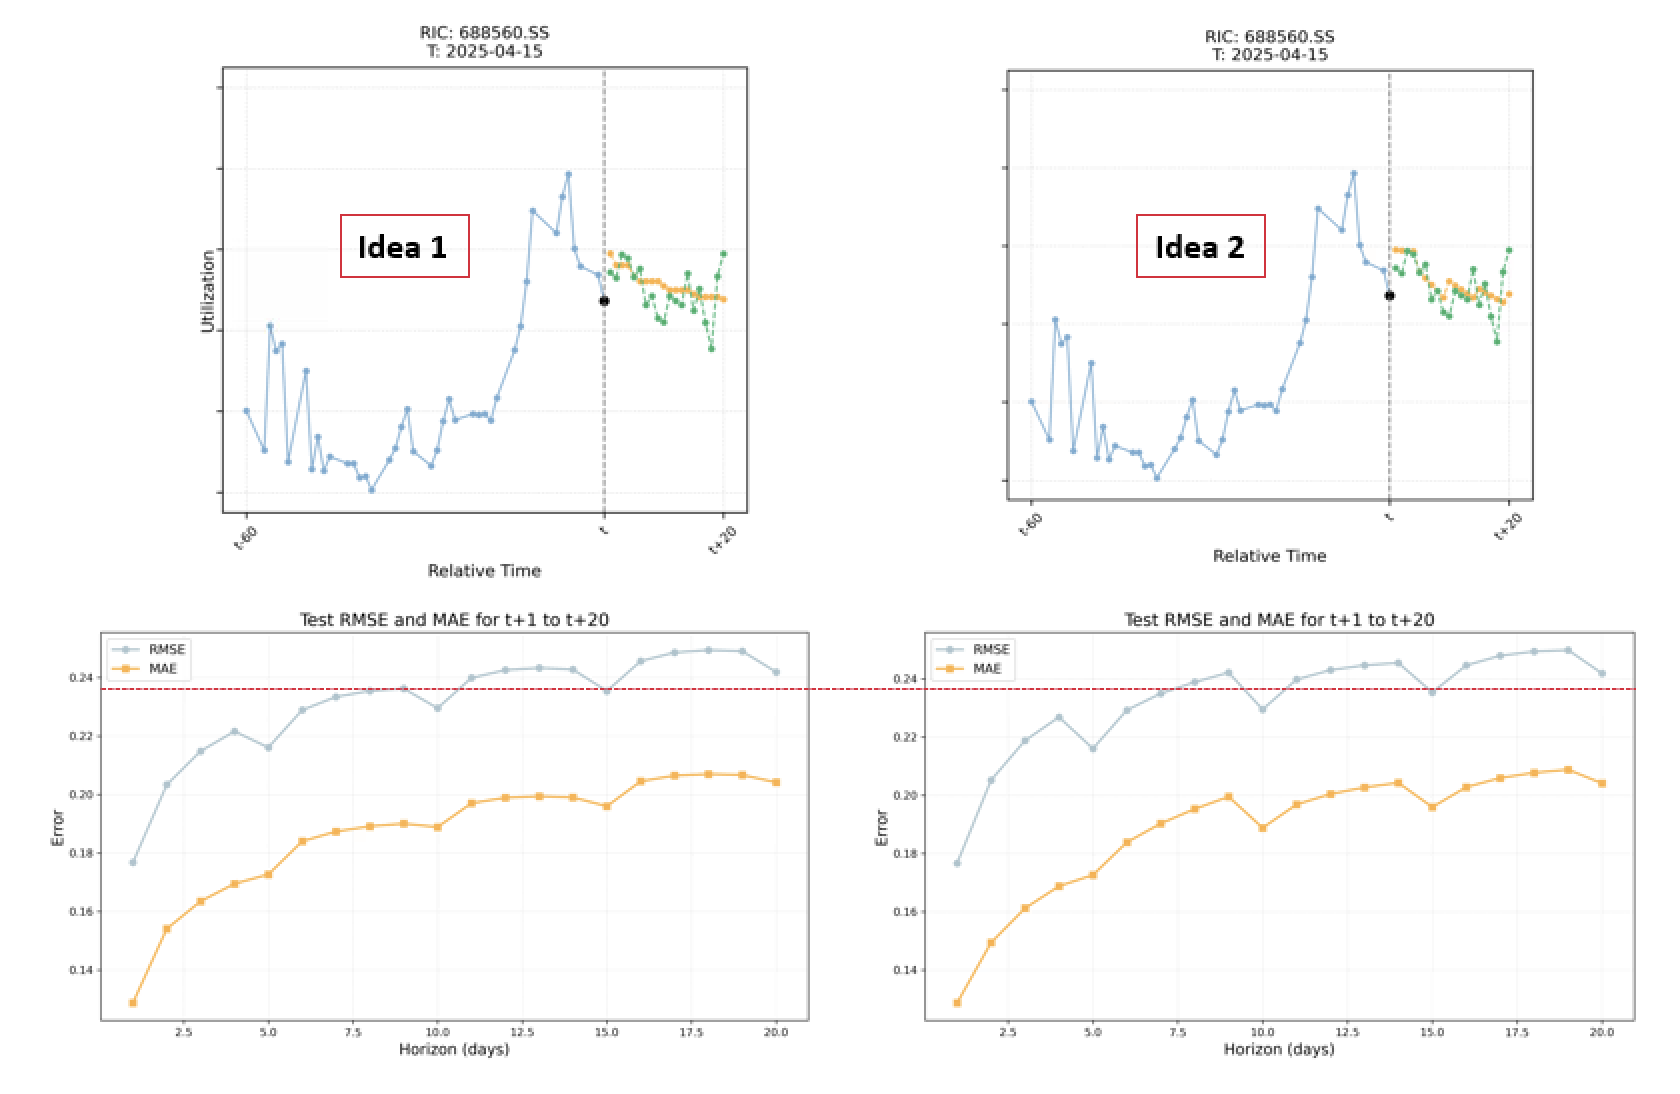 RIC: 688560.SS
T: 2025-04-15
Idea 1
Utilization
t-60
t
t+20
Relative Time
RIC: 688560.SS
T: 2025-04-15
Idea 2
t-60
t
t+20
Relative Time
Test RMSE and MAE for t+1 to t+20
RMSE
MAE
0.24
0.22
0.20
0.18
0.16
0.14
Error
2.5 5.0 7.5 10.0 12.5 15.0 17.5 20.0
Horizon (days)
Test RMSE and MAE for t+1 to t+20
RMSE
MAE
0.24
0.22
0.20
0.18
0.16
0.14
Error
2.5 5.0 7.5 10.0 12.5 15.0 17.5 20.0
Horizon (days)